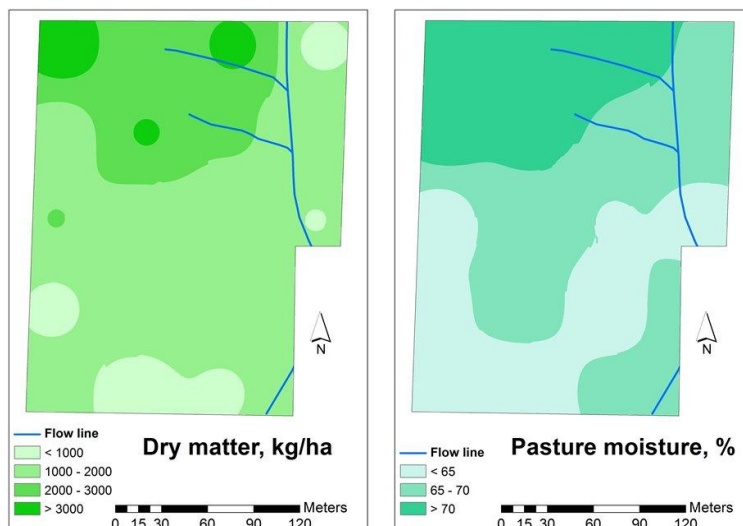 N
Flow line
Dry matter, kg/ha
< 1000
1000 - 2000
2000 - 3000
> 3000
Meters
0 15 30 60 90 120
N
Flow line
Pasture moisture, %
< 65
65 - 70
> 70
Meters
0 15 30 60 90 120